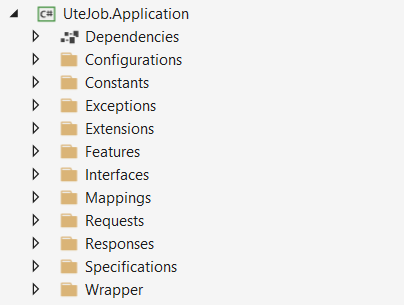 UteJob.Application
Dependencies
Configurations
Constants
Exceptions
Extensions
Features
Interfaces
Mappings
Requests
Responses
Specifications
Wrapper